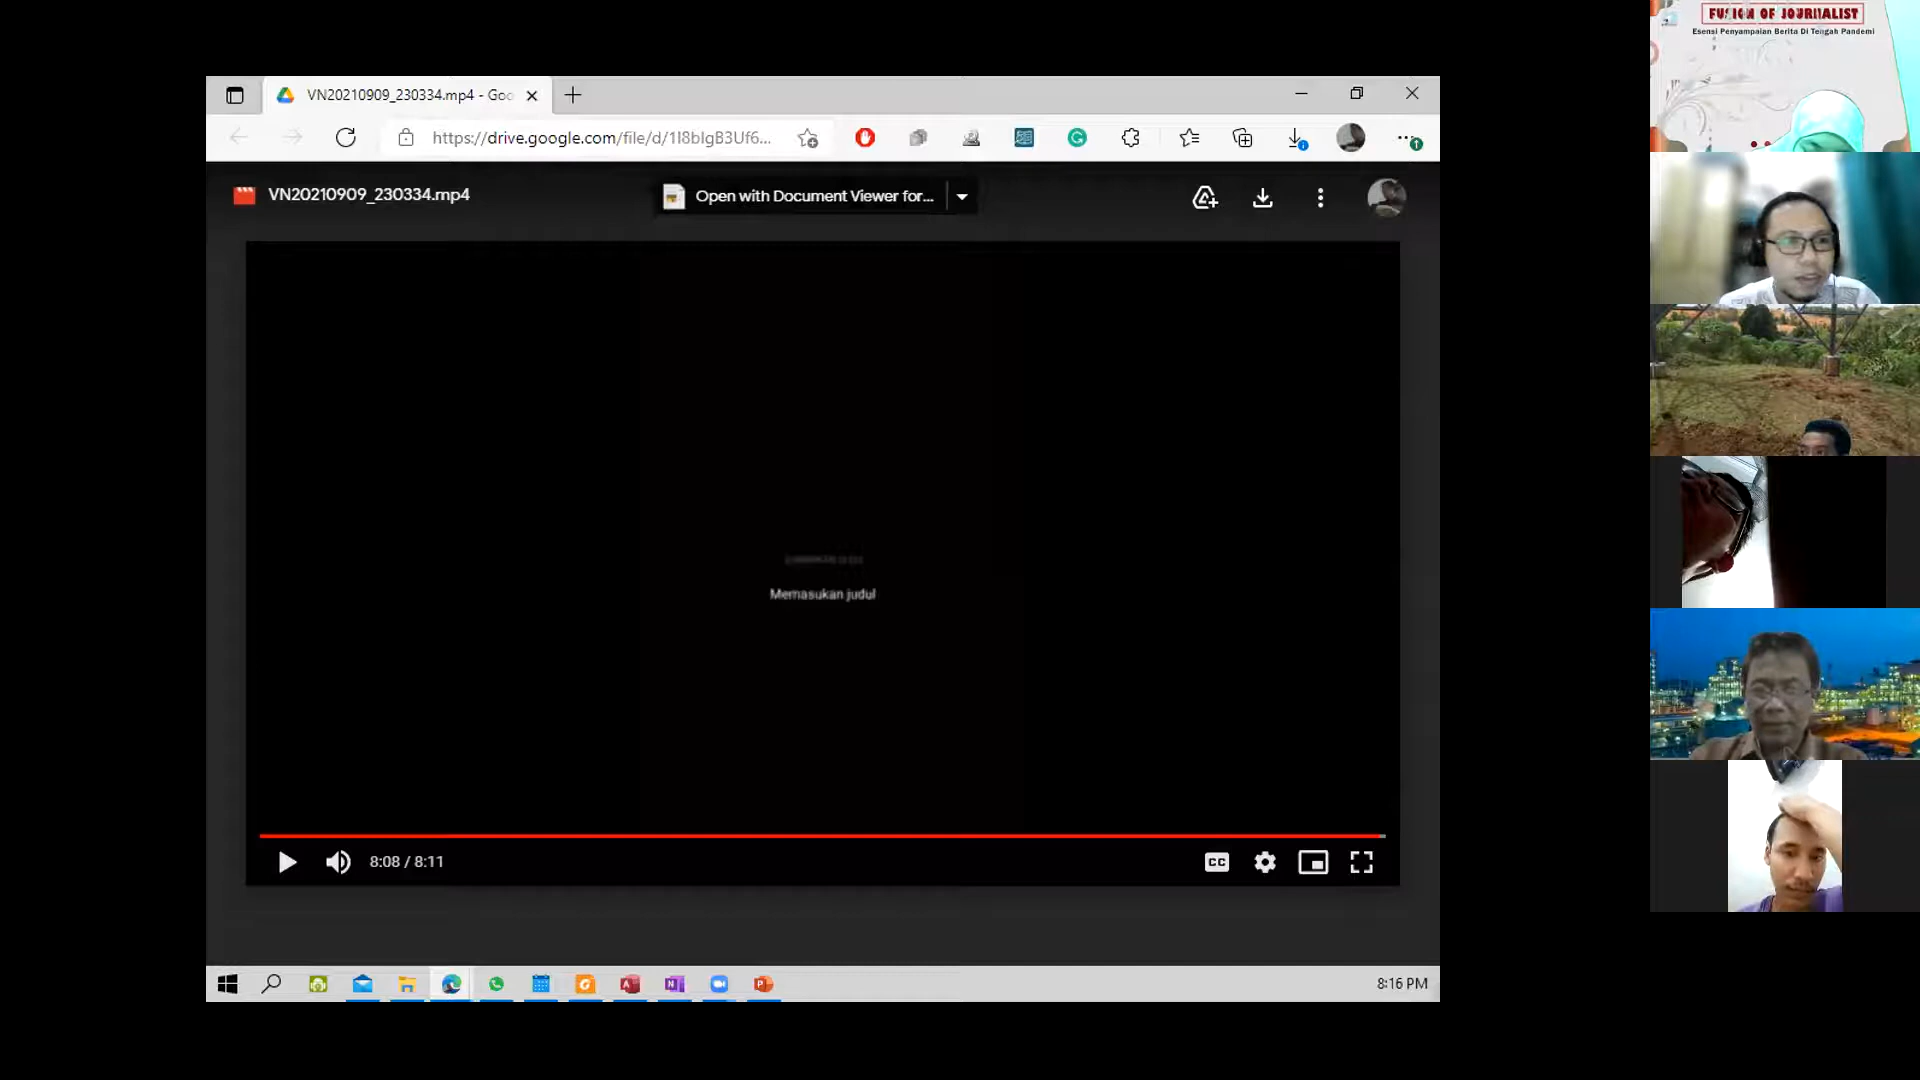 FUSION OF JOURNALIST
Esensi Penyampaian Berita Di Tengah Pandemi
VN20210909_230334.mp4 - Goo
https://drive.google.com/file/d/1I8bIgB3Uf6...
VN20210909_230334.mp4
Open with Document Viewer for...
Memasukan judul
8:08 / 8:11
CC
8:16 PM